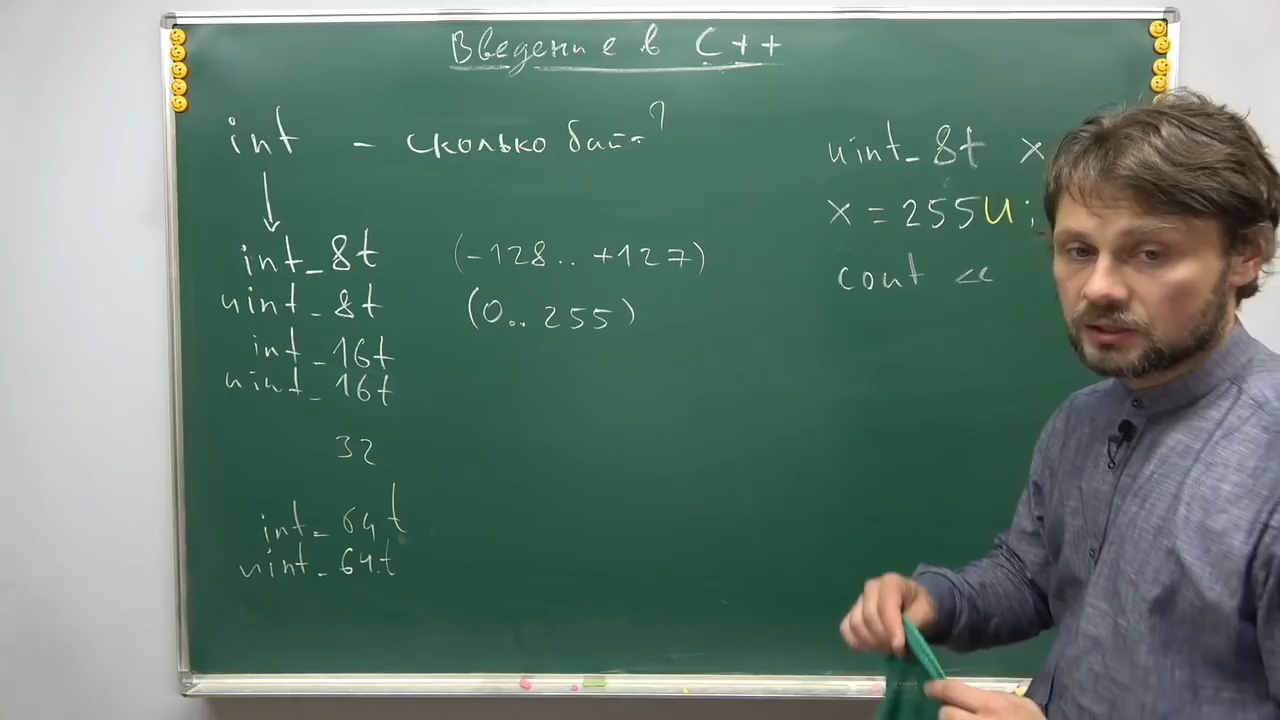 Введение в C++
int - сколько байт?
int_8t (-128.. +127)
uint_8t (0.. 255)
int_16t
uint_16t
32
int_64t
uint_64t
uint_8t x
x = 255U;
cout <<